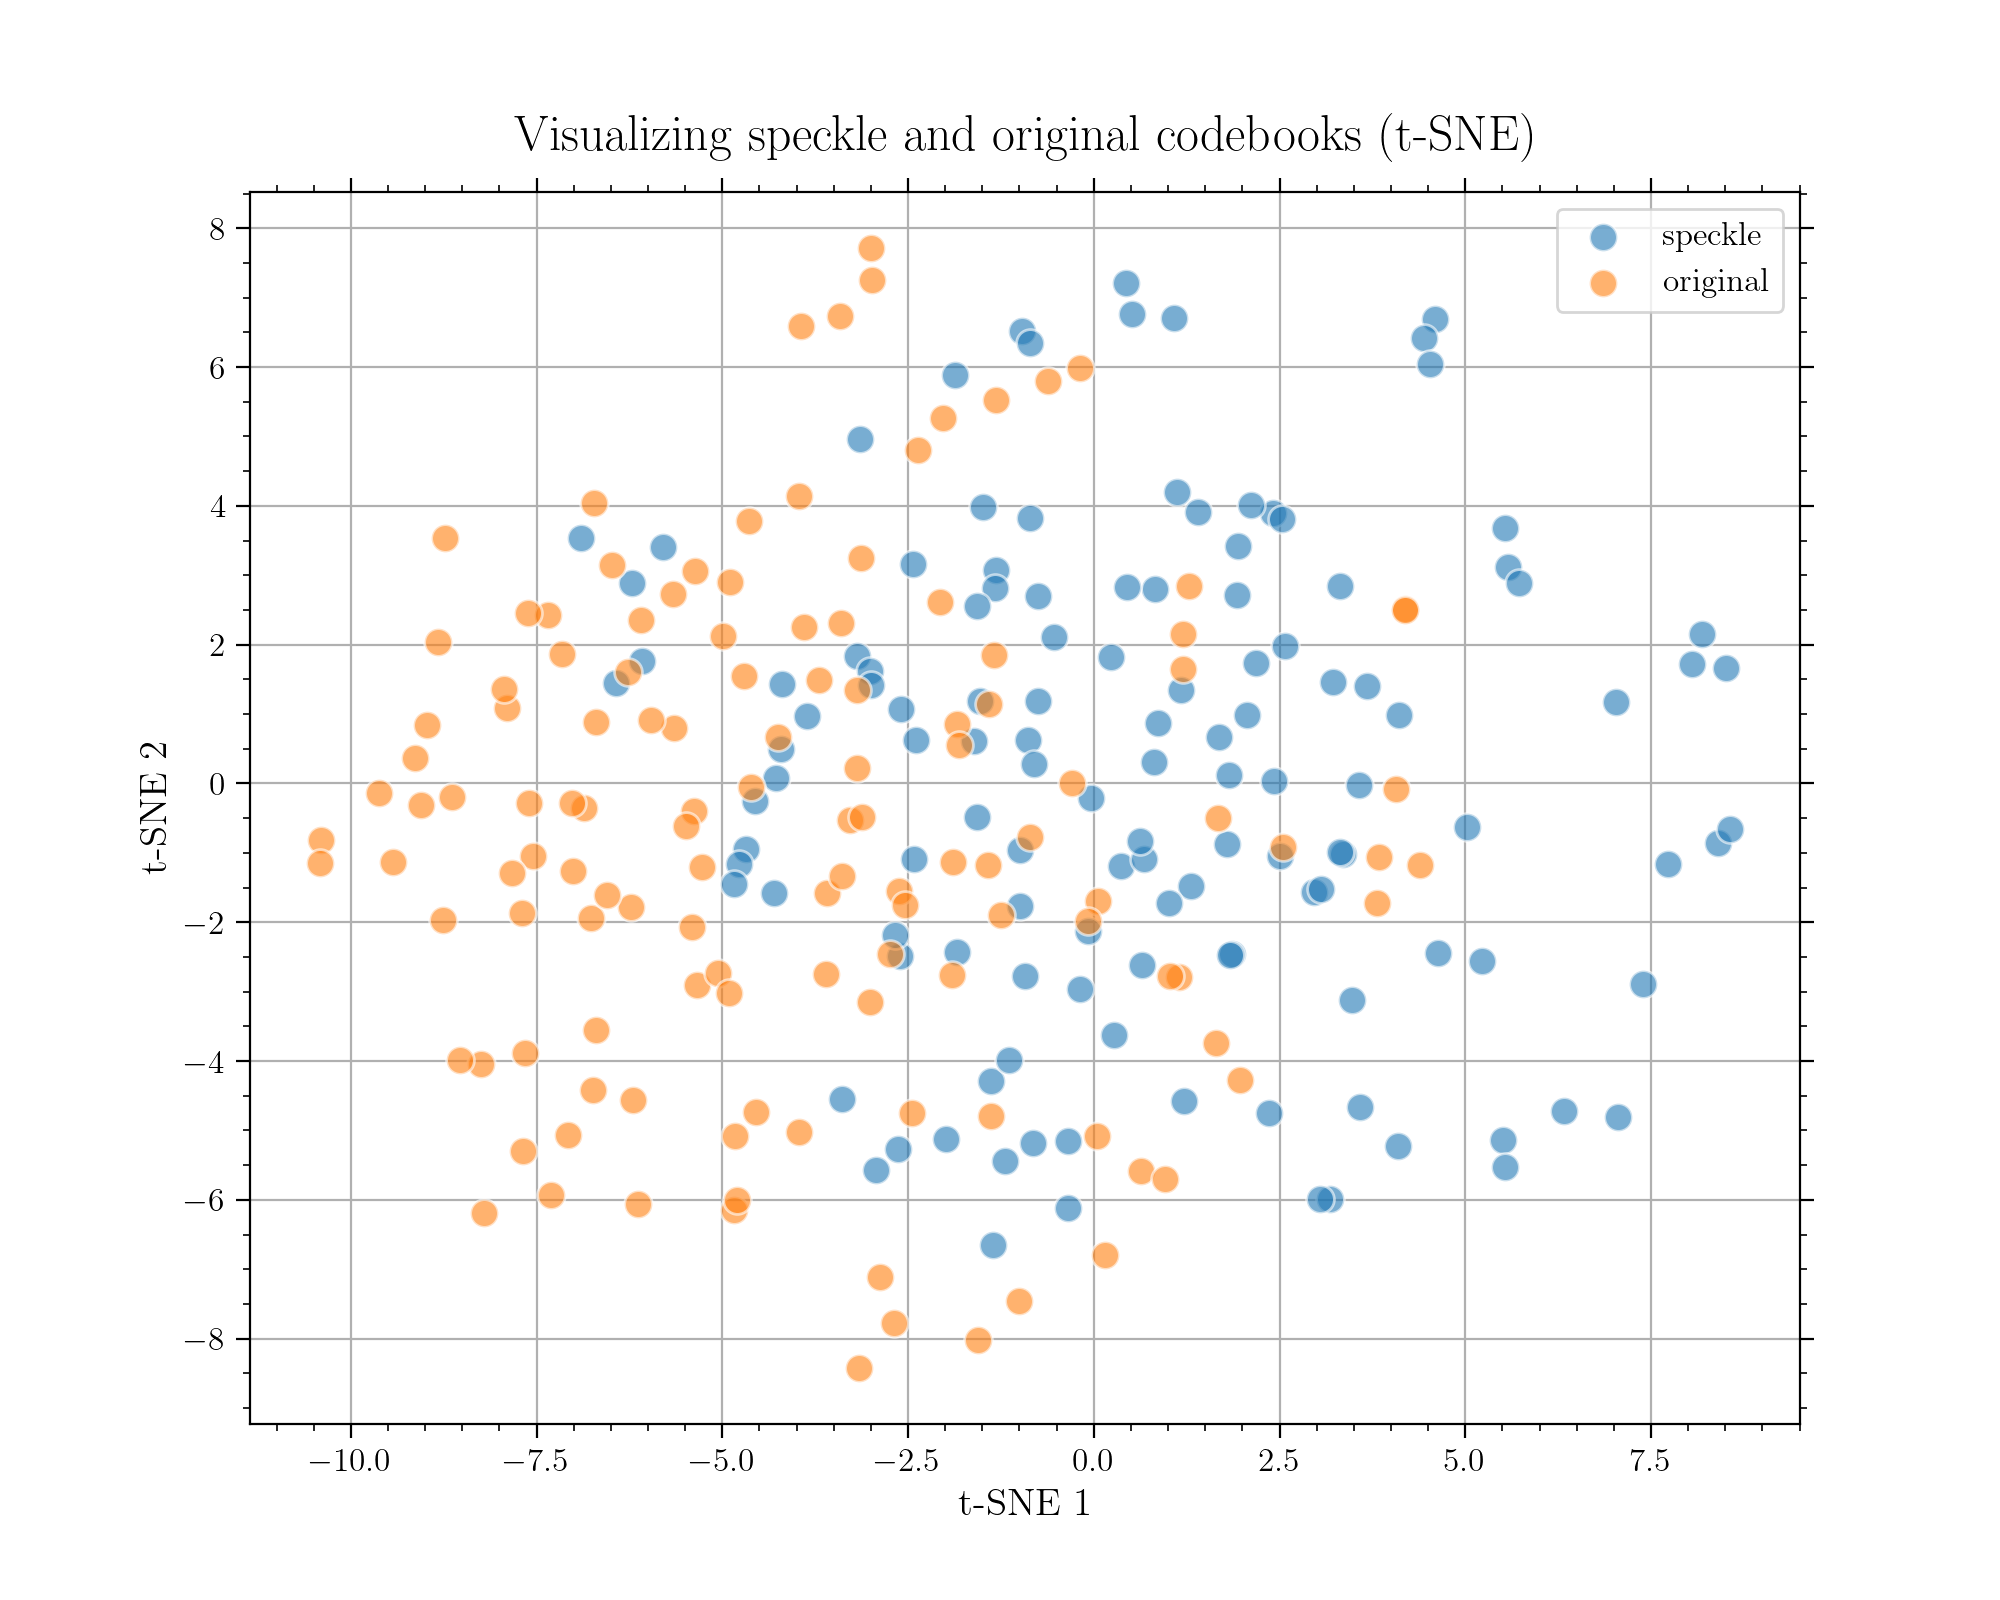 Visualizing speckle and original codebooks (t-SNE)
speckle
original
8
6
4
2
0
−2
−4
−6
−8
t-SNE 2
−10.0 −7.5 −5.0 −2.5 0.0 2.5 5.0 7.5
t-SNE 1